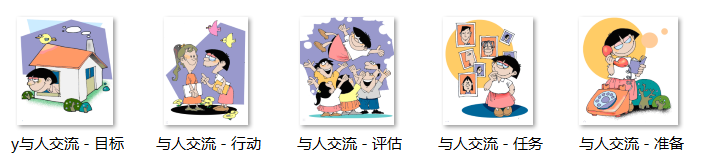 y与人交流 - 目标
与人交流 - 行动
与人交流 - 评估
与人交流 - 任务
与人交流 - 准备